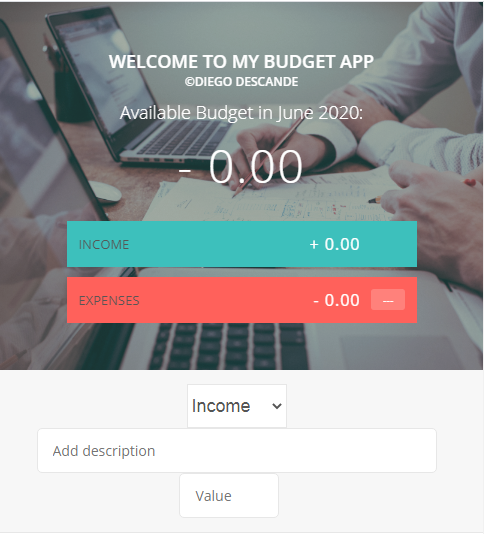 WELCOME TO MY BUDGET APP
©DIEGO DESCANDE
Available Budget in June 2020:
- 0.00
INCOME + 0.00
EXPENSES - 0.00 ---
Income
Add description
Value